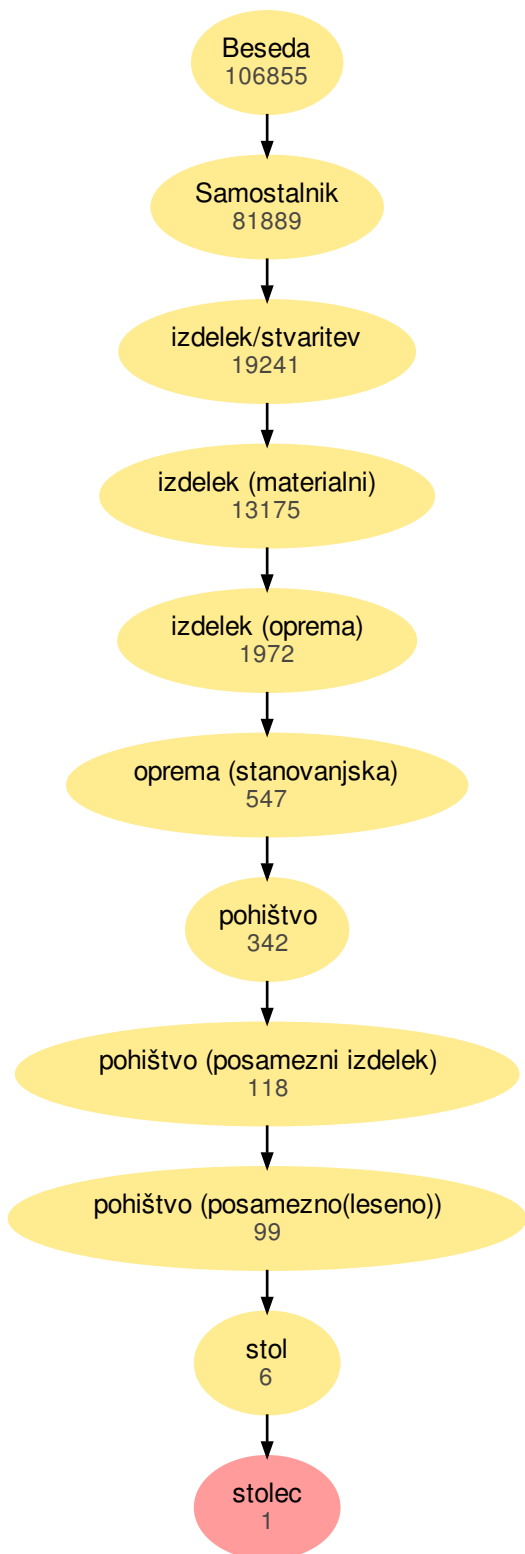 Beseda
106855
Samostalnik
81889
izdelek/stvaritev
19241
izdelek (materialni)
13175
izdelek (oprema)
1972
oprema (stanovanjska)
547
pohištvo
342
pohištvo (posamezni izdelek)
118
pohištvo (posamezno(leseno))
99
stol
6
stolec
1